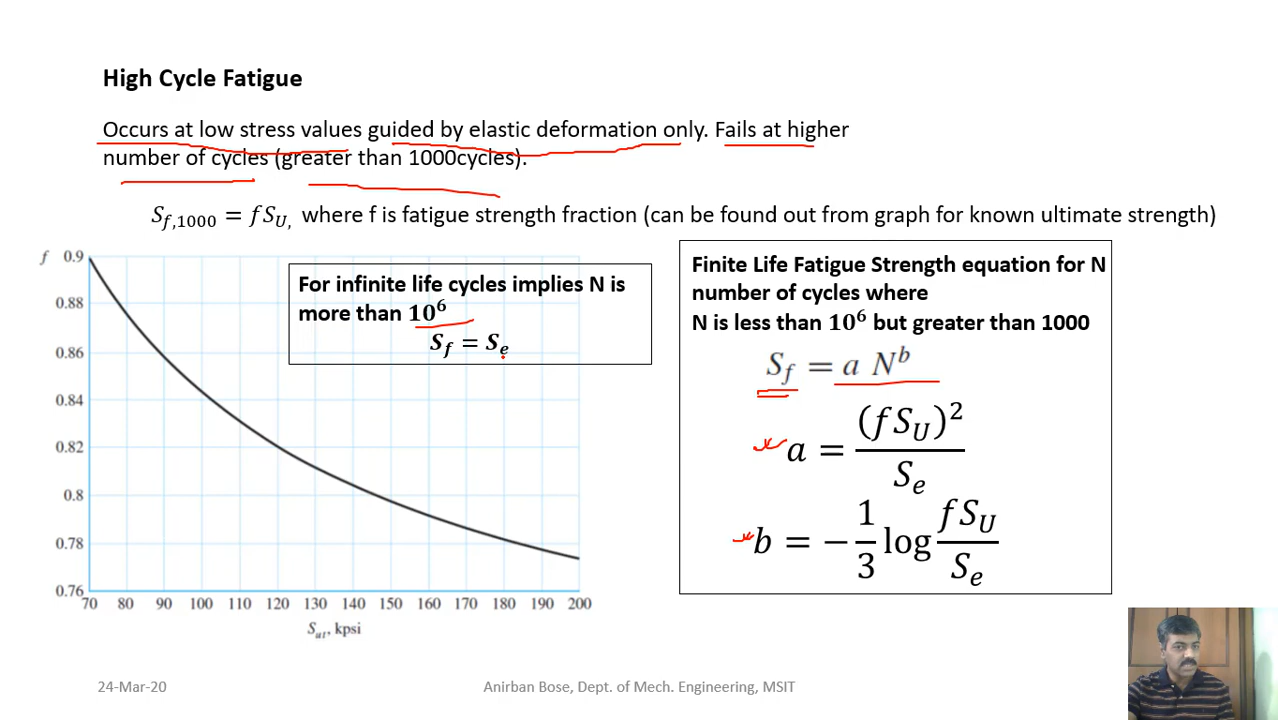 High Cycle Fatigue
Occurs at low stress values guided by elastic deformation only. Fails at higher
number of cycles (greater than 1000cycles).
S_{f,1000} = fS_U, where f is fatigue strength fraction (can be found out from graph for known ultimate strength)
f 0.9
0.88
0.86
0.84
0.82
0.8
0.78
0.76
70 80 90 100 110 120 130 140 150 160 170 180 190 200
S_{ut}, kpsi
For infinite life cycles implies N is
more than 10^6
S_f = S_e
Finite Life Fatigue Strength equation for N
number of cycles where
N is less than 10^6 but greater than 1000
S_f = a N^b
a = (fS_U)^2 / S_e
b = −1/3 log fS_U / S_e
24-Mar-20
Anirban Bose, Dept. of Mech. Engineering, MSIT